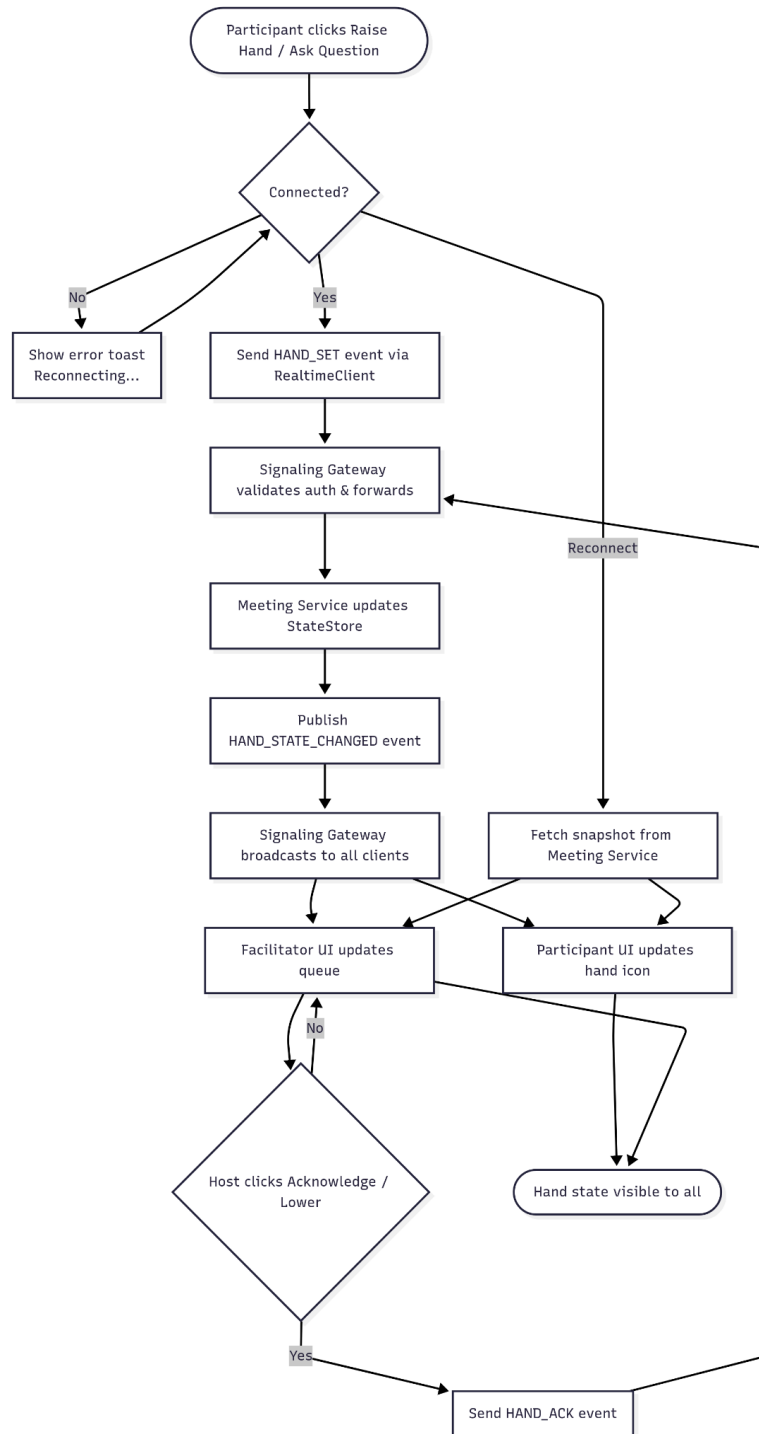 Participant clicks Raise
Hand / Ask Question
Connected?
No
Yes
Show error toast
Reconnecting...
Send HAND_SET event via
RealtimeClient
Signaling Gateway
validates auth & forwards
Reconnect
Meeting Service updates
StateStore
Publish
HAND_STATE_CHANGED event
Signaling Gateway
broadcasts to all clients
Fetch snapshot from
Meeting Service
Facilitator UI updates
queue
Participant UI updates
hand icon
No
Host clicks Acknowledge /
Lower
Hand state visible to all
Yes
Send HAND_ACK event